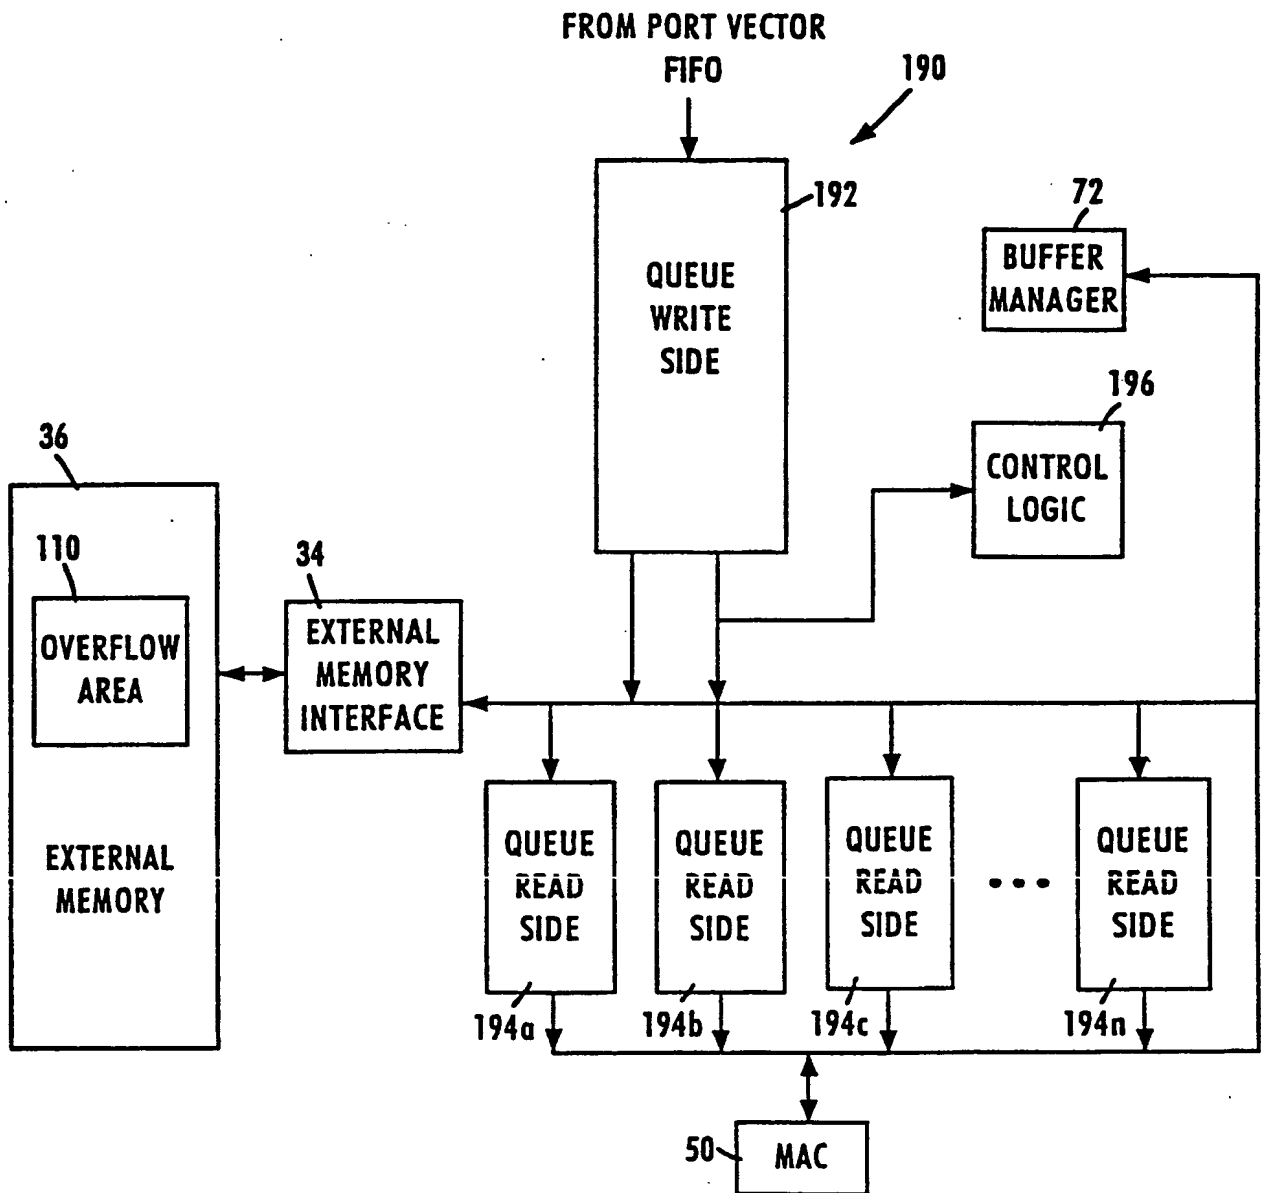 FROM PORT VECTOR
FIFO
190
192
QUEUE
WRITE
SIDE
72
BUFFER
MANAGER
196
CONTROL
LOGIC
36
110
OVERFLOW
AREA
EXTERNAL
MEMORY
34
EXTERNAL
MEMORY
INTERFACE
QUEUE
READ
SIDE
194a
QUEUE
READ
SIDE
194b
QUEUE
READ
SIDE
194c
• • •
QUEUE
READ
SIDE
194n
50
MAC